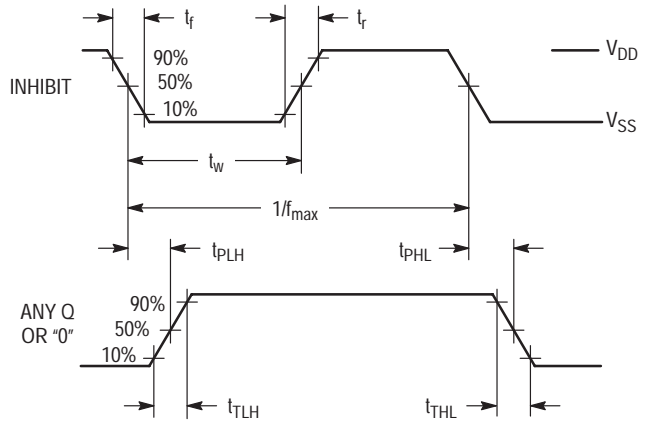 tf
tr
90%
VDD
INHIBIT
50%
10%
VSS
tw
1/fmax
tPLH
tPHL
ANY Q
OR “0”
90%
50%
10%
tTLH
tTHL